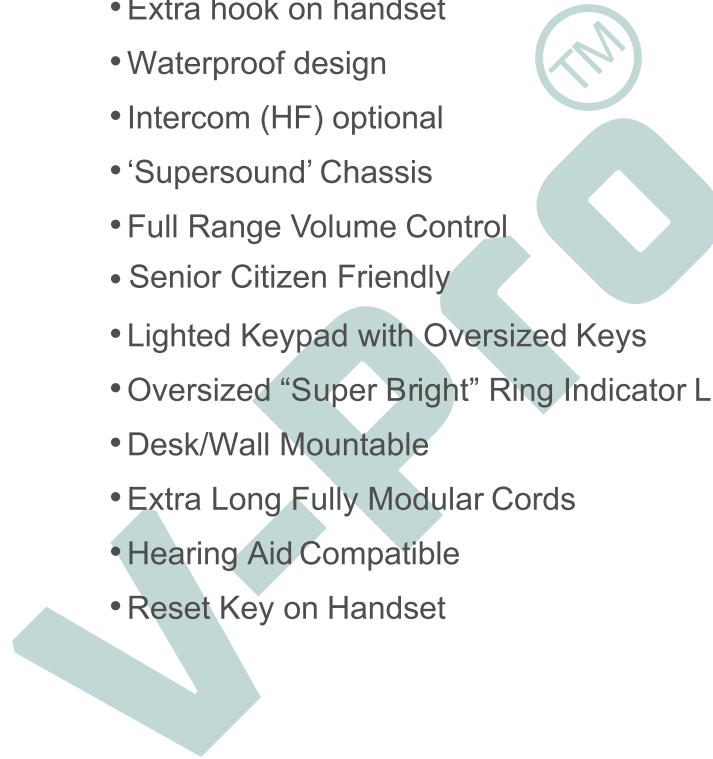 • Extra hook on handset
• Waterproof design
• Intercom (HF) optional
• ‘Supersound’ Chassis
• Full Range Volume Control
• Senior Citizen Friendly
• Lighted Keypad with Oversized Keys
• Oversized “Super Bright” Ring Indicator L
• Desk/Wall Mountable
• Extra Long Fully Modular Cords
• Hearing Aid Compatible
• Reset Key on Handset
V-Pro TM